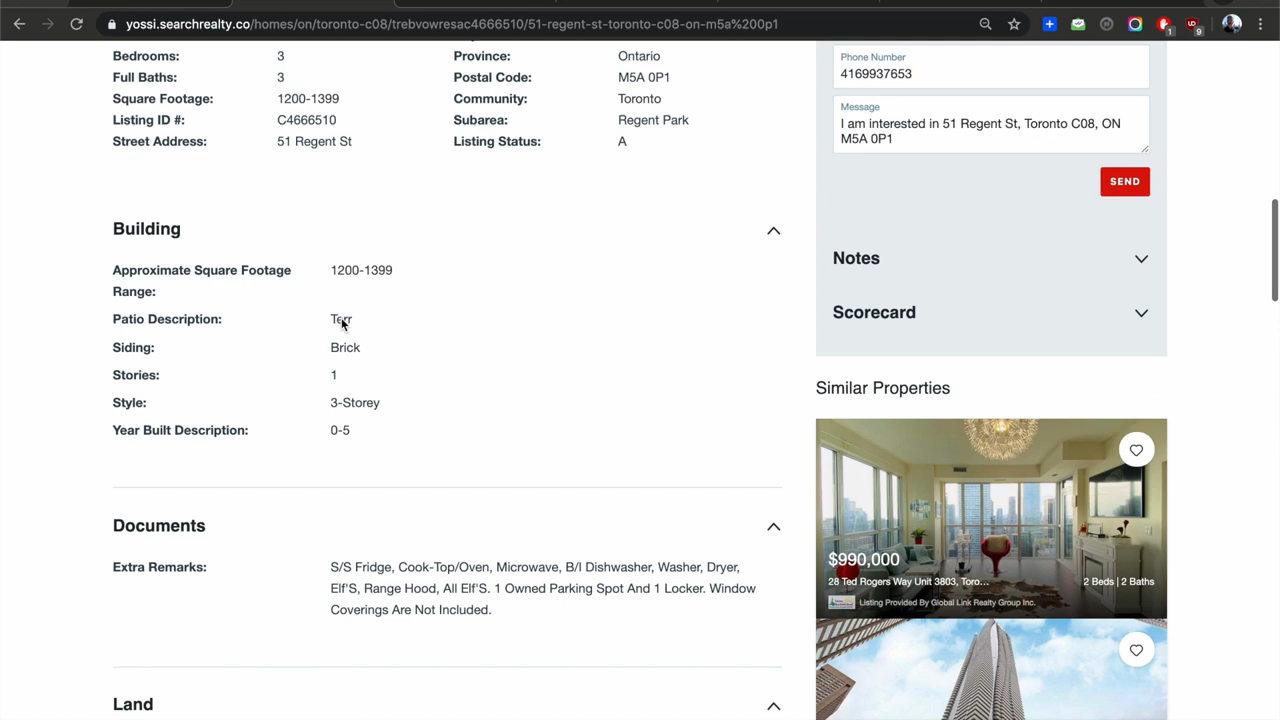 yossi.searchrealty.co/homes/on/toronto-c08/trebvowresac4666510/51-regent-st-toronto-c08-on-m5a%200p1
1
9
Bedrooms: 3 Province: Ontario
Full Baths: 3 Postal Code: M5A 0P1
Square Footage: 1200-1399 Community: Toronto
Listing ID #: C4666510 Subarea: Regent Park
Street Address: 51 Regent St Listing Status: A
Building
Approximate Square Footage 1200-1399
Range:
Patio Description: Terr
Siding: Brick
Stories: 1
Style: 3-Storey
Year Built Description: 0-5
Documents
Extra Remarks: S/S Fridge, Cook-Top/Oven, Microwave, B/I Dishwasher, Washer, Dryer,
Elf'S, Range Hood, All Elf'S. 1 Owned Parking Spot And 1 Locker. Window
Coverings Are Not Included.
Land
Phone Number
4169937653
Message
I am interested in 51 Regent St, Toronto C08, ON
M5A 0P1
SEND
Notes
Scorecard
Similar Properties
$990,000
28 Ted Rogers Way Unit 3803, Toro... 2 Beds | 2 Baths
Listing Provided By Global Link Realty Group Inc.